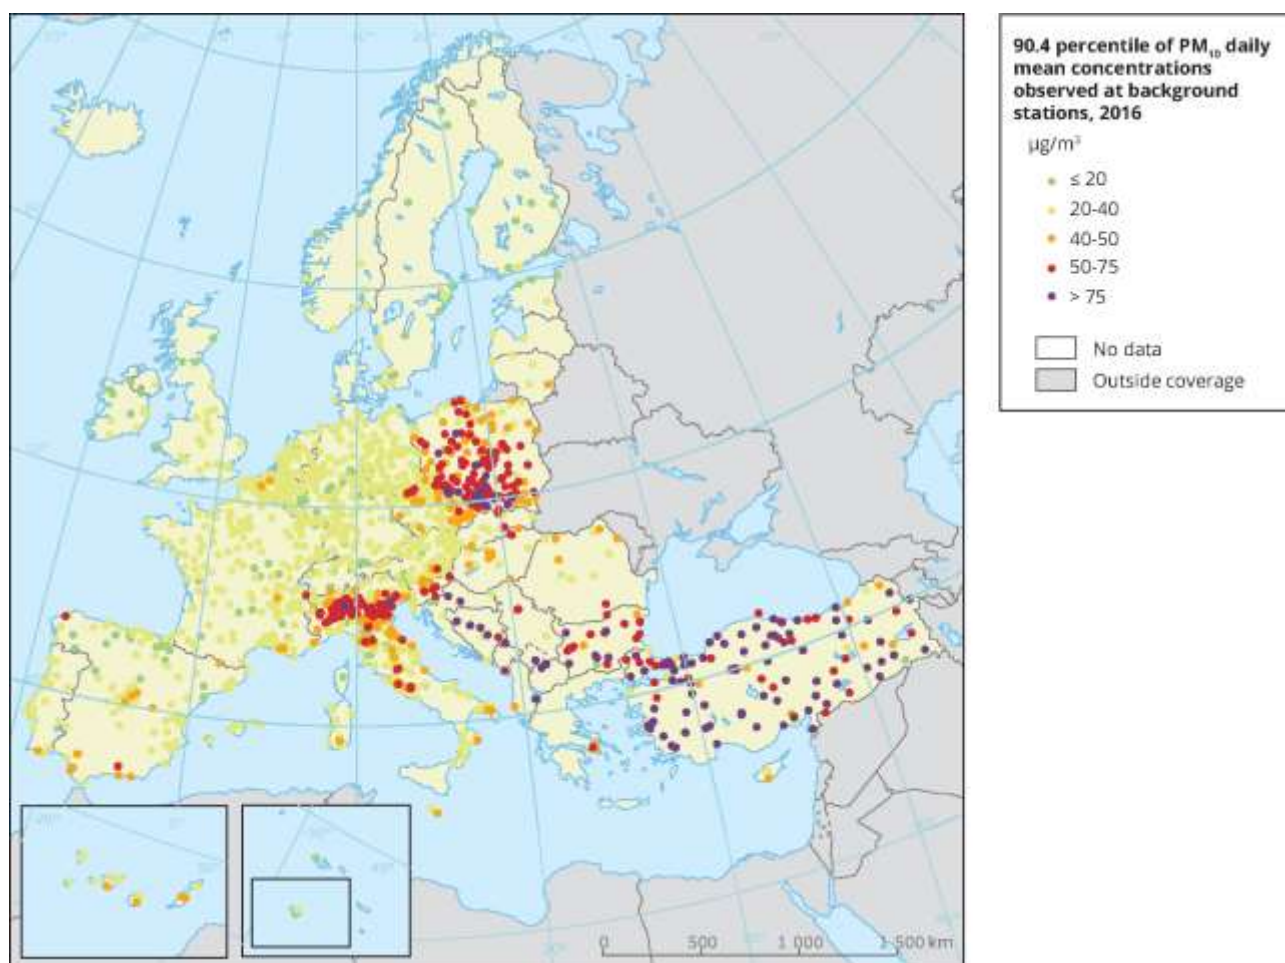 90.4 percentile of PM₁₀ daily
mean concentrations
observed at background
stations, 2016
µg/m³
≤ 20
20-40
40-50
50-75
> 75
No data
Outside coverage
0 500 1 000 1 500 km